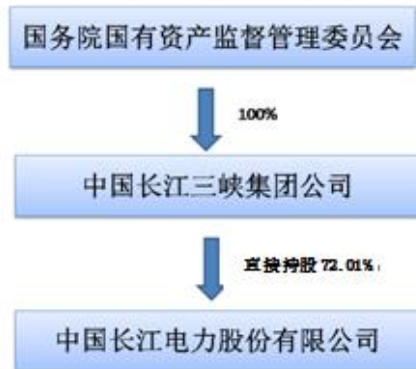 国务院国有资产监督管理委员会
100%
中国长江三峡集团公司
直接持股 72.01%
中国长江电力股份有限公司